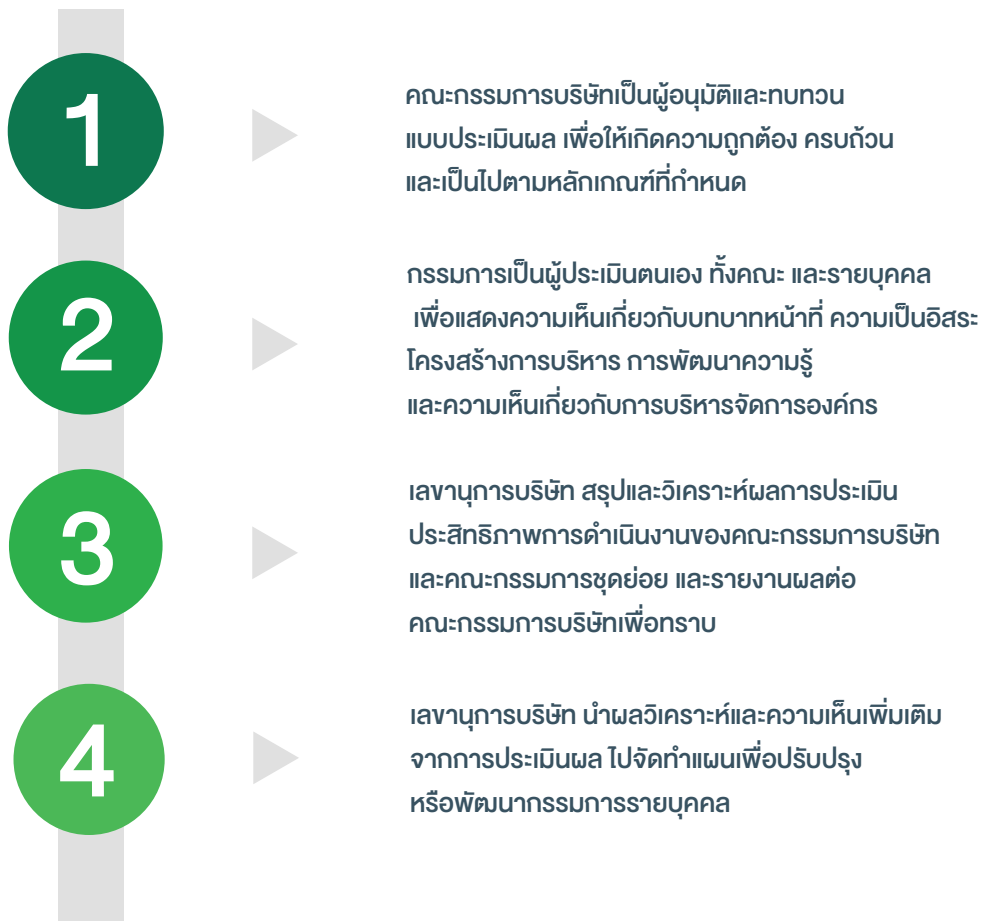 1
คณะกรรมการบริษัทเป็นผู้อนุมัติและทบทวน
แบบประเมินผล เพื่อให้เกิดความถูกต้อง ครบถ้วน
และเป็นไปตามหลักเกณฑ์ที่กำหนด
2
กรรมการเป็นผู้ประเมินตนเอง ทั้งคณะ และรายบุคคล
เพื่อแสดงความเห็นเกี่ยวกับบทบาทหน้าที่ ความเป็นอิสระ
โครงสร้างการบริหาร การพัฒนาความรู้
และความเห็นเกี่ยวกับการบริหารจัดการองค์กร
3
เลขานุการบริษัท สรุปและวิเคราะห์ผลการประเมิน
ประสิทธิภาพการดำเนินงานของคณะกรรมการบริษัท
และคณะกรรมการชุดย่อย และรายงานผลต่อ
คณะกรรมการบริษัทเพื่อทราบ
4
เลขานุการบริษัท นำผลวิเคราะห์และความเห็นเพิ่มเติม
จากการประเมินผล ไปจัดทำแผนเพื่อปรับปรุง
หรือพัฒนากรรมการรายบุคคล